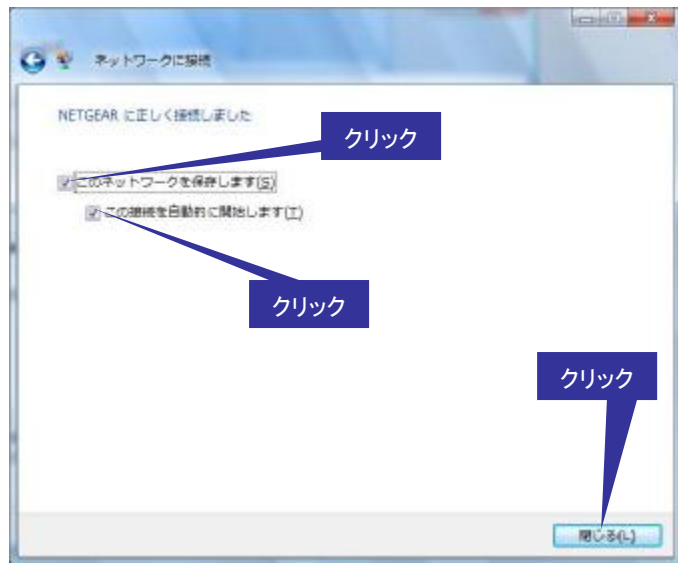 ネットワークに接続
NETGEAR に正しく接続しました
クリック
このネットワークを保存します(S)
この接続を自動的に開始します(T)
クリック
クリック
閉じる(L)